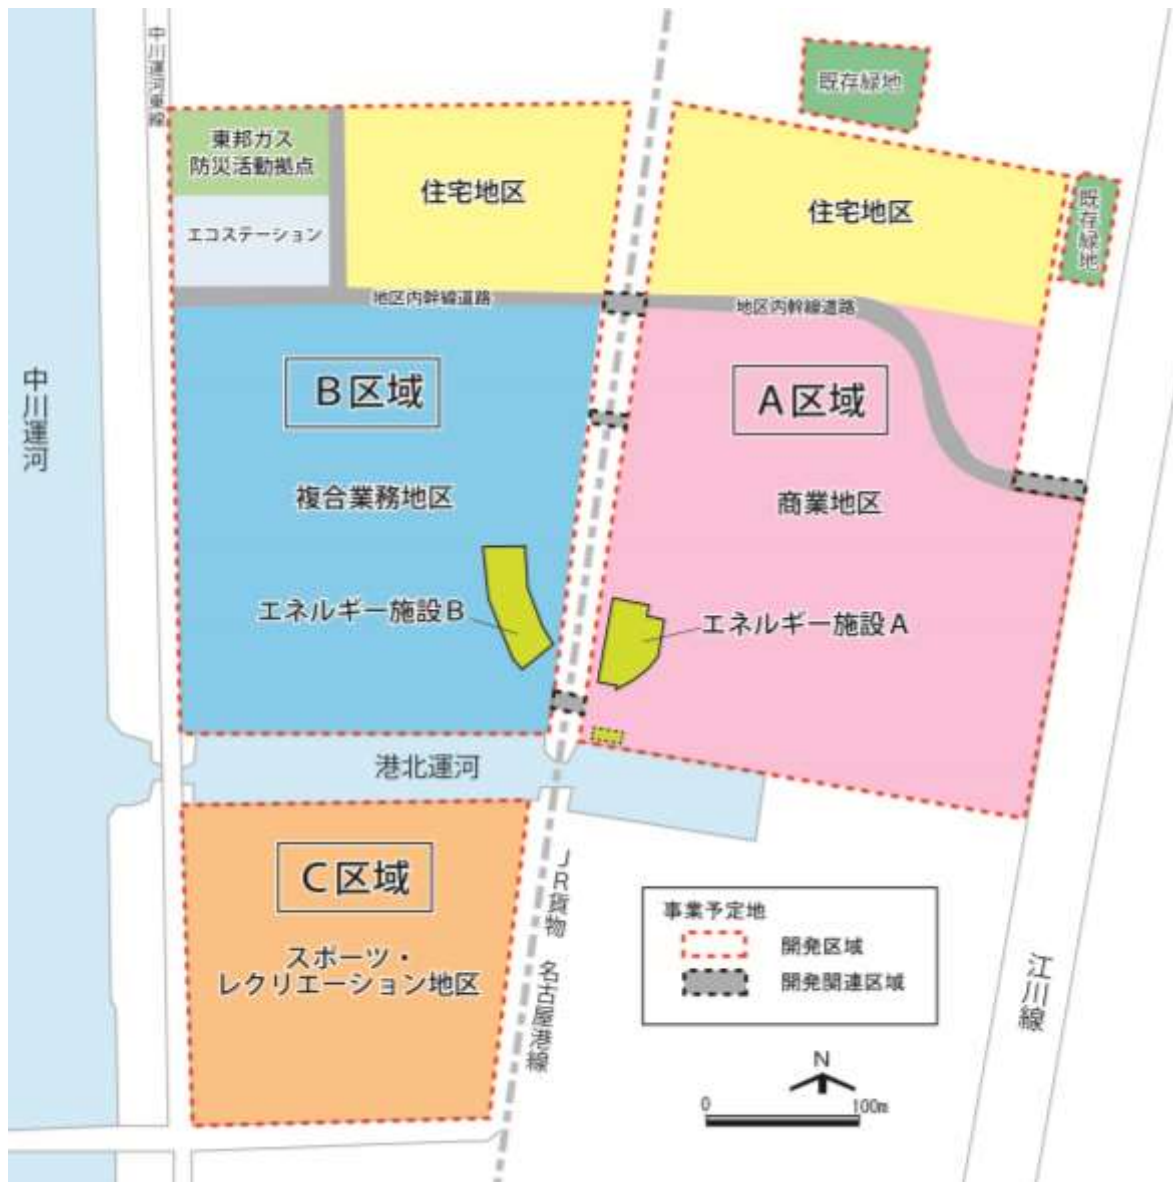 中川運河東線
既存緑地
東邦ガス
防災活動拠点
住宅地区
住宅地区
既存緑地
エコステーション
地区内幹線道路
地区内幹線道路
B区域
A区域
中川運河
複合業務地区
商業地区
エネルギー施設B
エネルギー施設A
港北運河
C区域
スポーツ・
レクリエーション地区
JR貨物 名古屋港線
事業予定地
開発区域
開発関連区域
江川線
N
0 100m